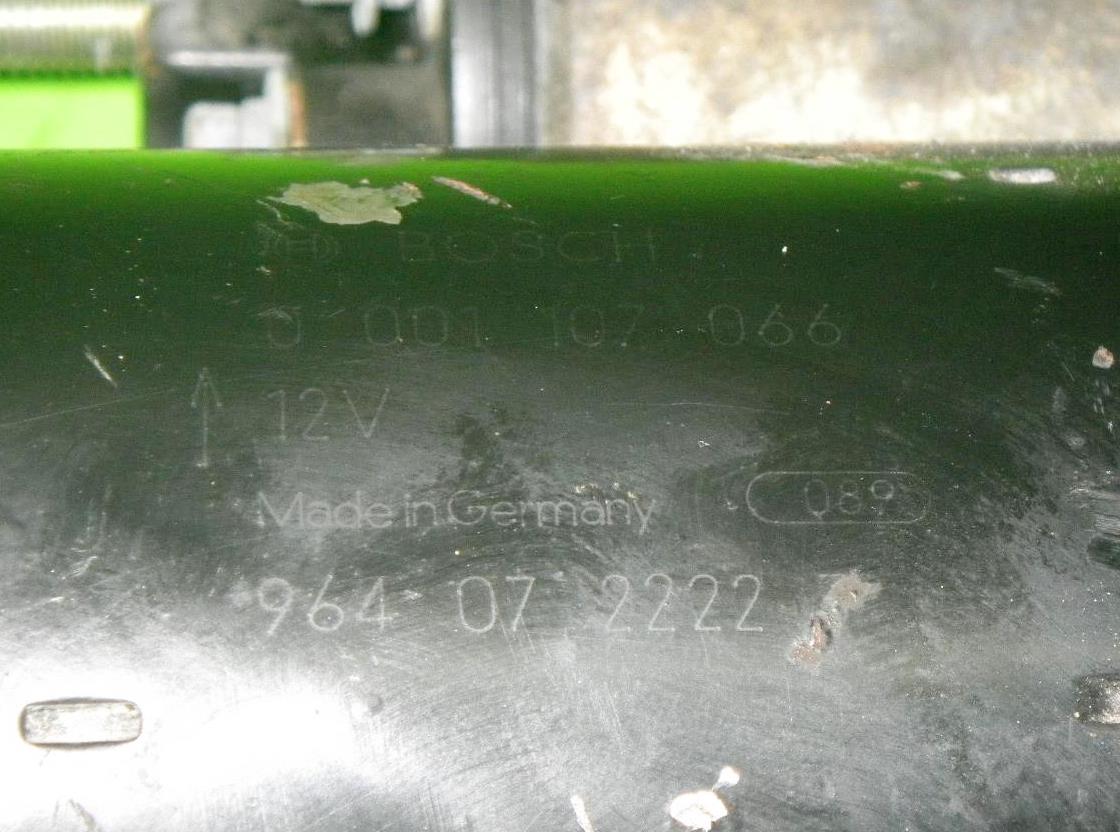 BOSCH
0 001 107 066
12V
Made in Germany 089
964 07 2222